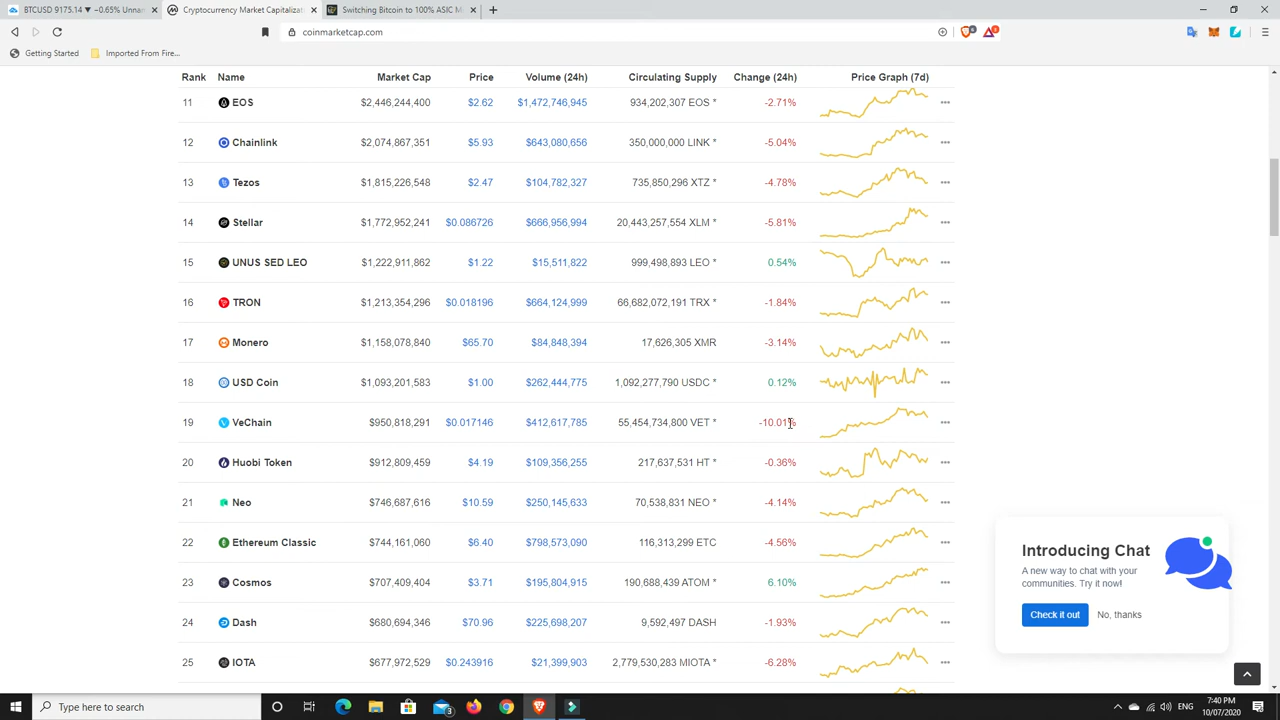 BTCUSD 9175.14 ▼ −0.65% Unna
Cryptocurrency Market Capitalizati
Switching Bitcoin to 100% ASIC M
coinmarketcap.com
6
1
Getting Started
Imported From Fire...
Rank Name Market Cap Price Volume (24h) Circulating Supply Change (24h) Price Graph (7d)
EOS $2,446,244,400 $2.62 $1,472,746,945 934,202,307 EOS * -2.71%
12 Chainlink $2,074,867,351 $5.93 $643,080,656 350,000,000 LINK * -5.04%
13 Tezos $1,815,226,548 $2.47 $104,782,327 735,850,296 XTZ * -4.78%
14 Stellar $1,772,952,241 $0.086726 $666,956,994 20,443,257,554 XLM * -5.81%
15 UNUS SED LEO $1,222,911,862 $1.22 $15,511,822 999,498,893 LEO * 0.54%
16 TRON $1,213,354,296 $0.018196 $664,124,999 66,682,072,191 TRX * -1.84%
17 Monero $1,158,078,840 $65.70 $84,848,394 17,626,305 XMR -3.14%
18 USD Coin $1,093,201,583 $1.00 $262,444,775 1,092,277,790 USDC * 0.12%
19 VeChain $950,818,291 $0.017146 $412,617,785 55,454,734,800 VET * -10.01%
20 Huobi Token $912,809,459 $4.19 $109,356,255 217,637,531 HT * -0.36%
21 Neo $746,687,616 $10.59 $250,145,633 70,538,831 NEO * -4.14%
22 Ethereum Classic $744,161,060 $6.40 $798,573,090 116,313,299 ETC -4.56%
23 Cosmos $707,409,404 $3.71 $195,804,915 190,688,439 ATOM * 6.10%
24 Dash $680,694,020 $70.96 $225,698,207 9,592,497 DASH -1.93%
25 IOTA $677,972,529 $0.243916 $21,399,903 2,779,530,283 MIOTA * -6.28%
Introducing Chat
A new way to chat with your
communities. Try it now!
Check it out No, thanks
Type here to search
3
ENG
7:40 PM
10/07/2020